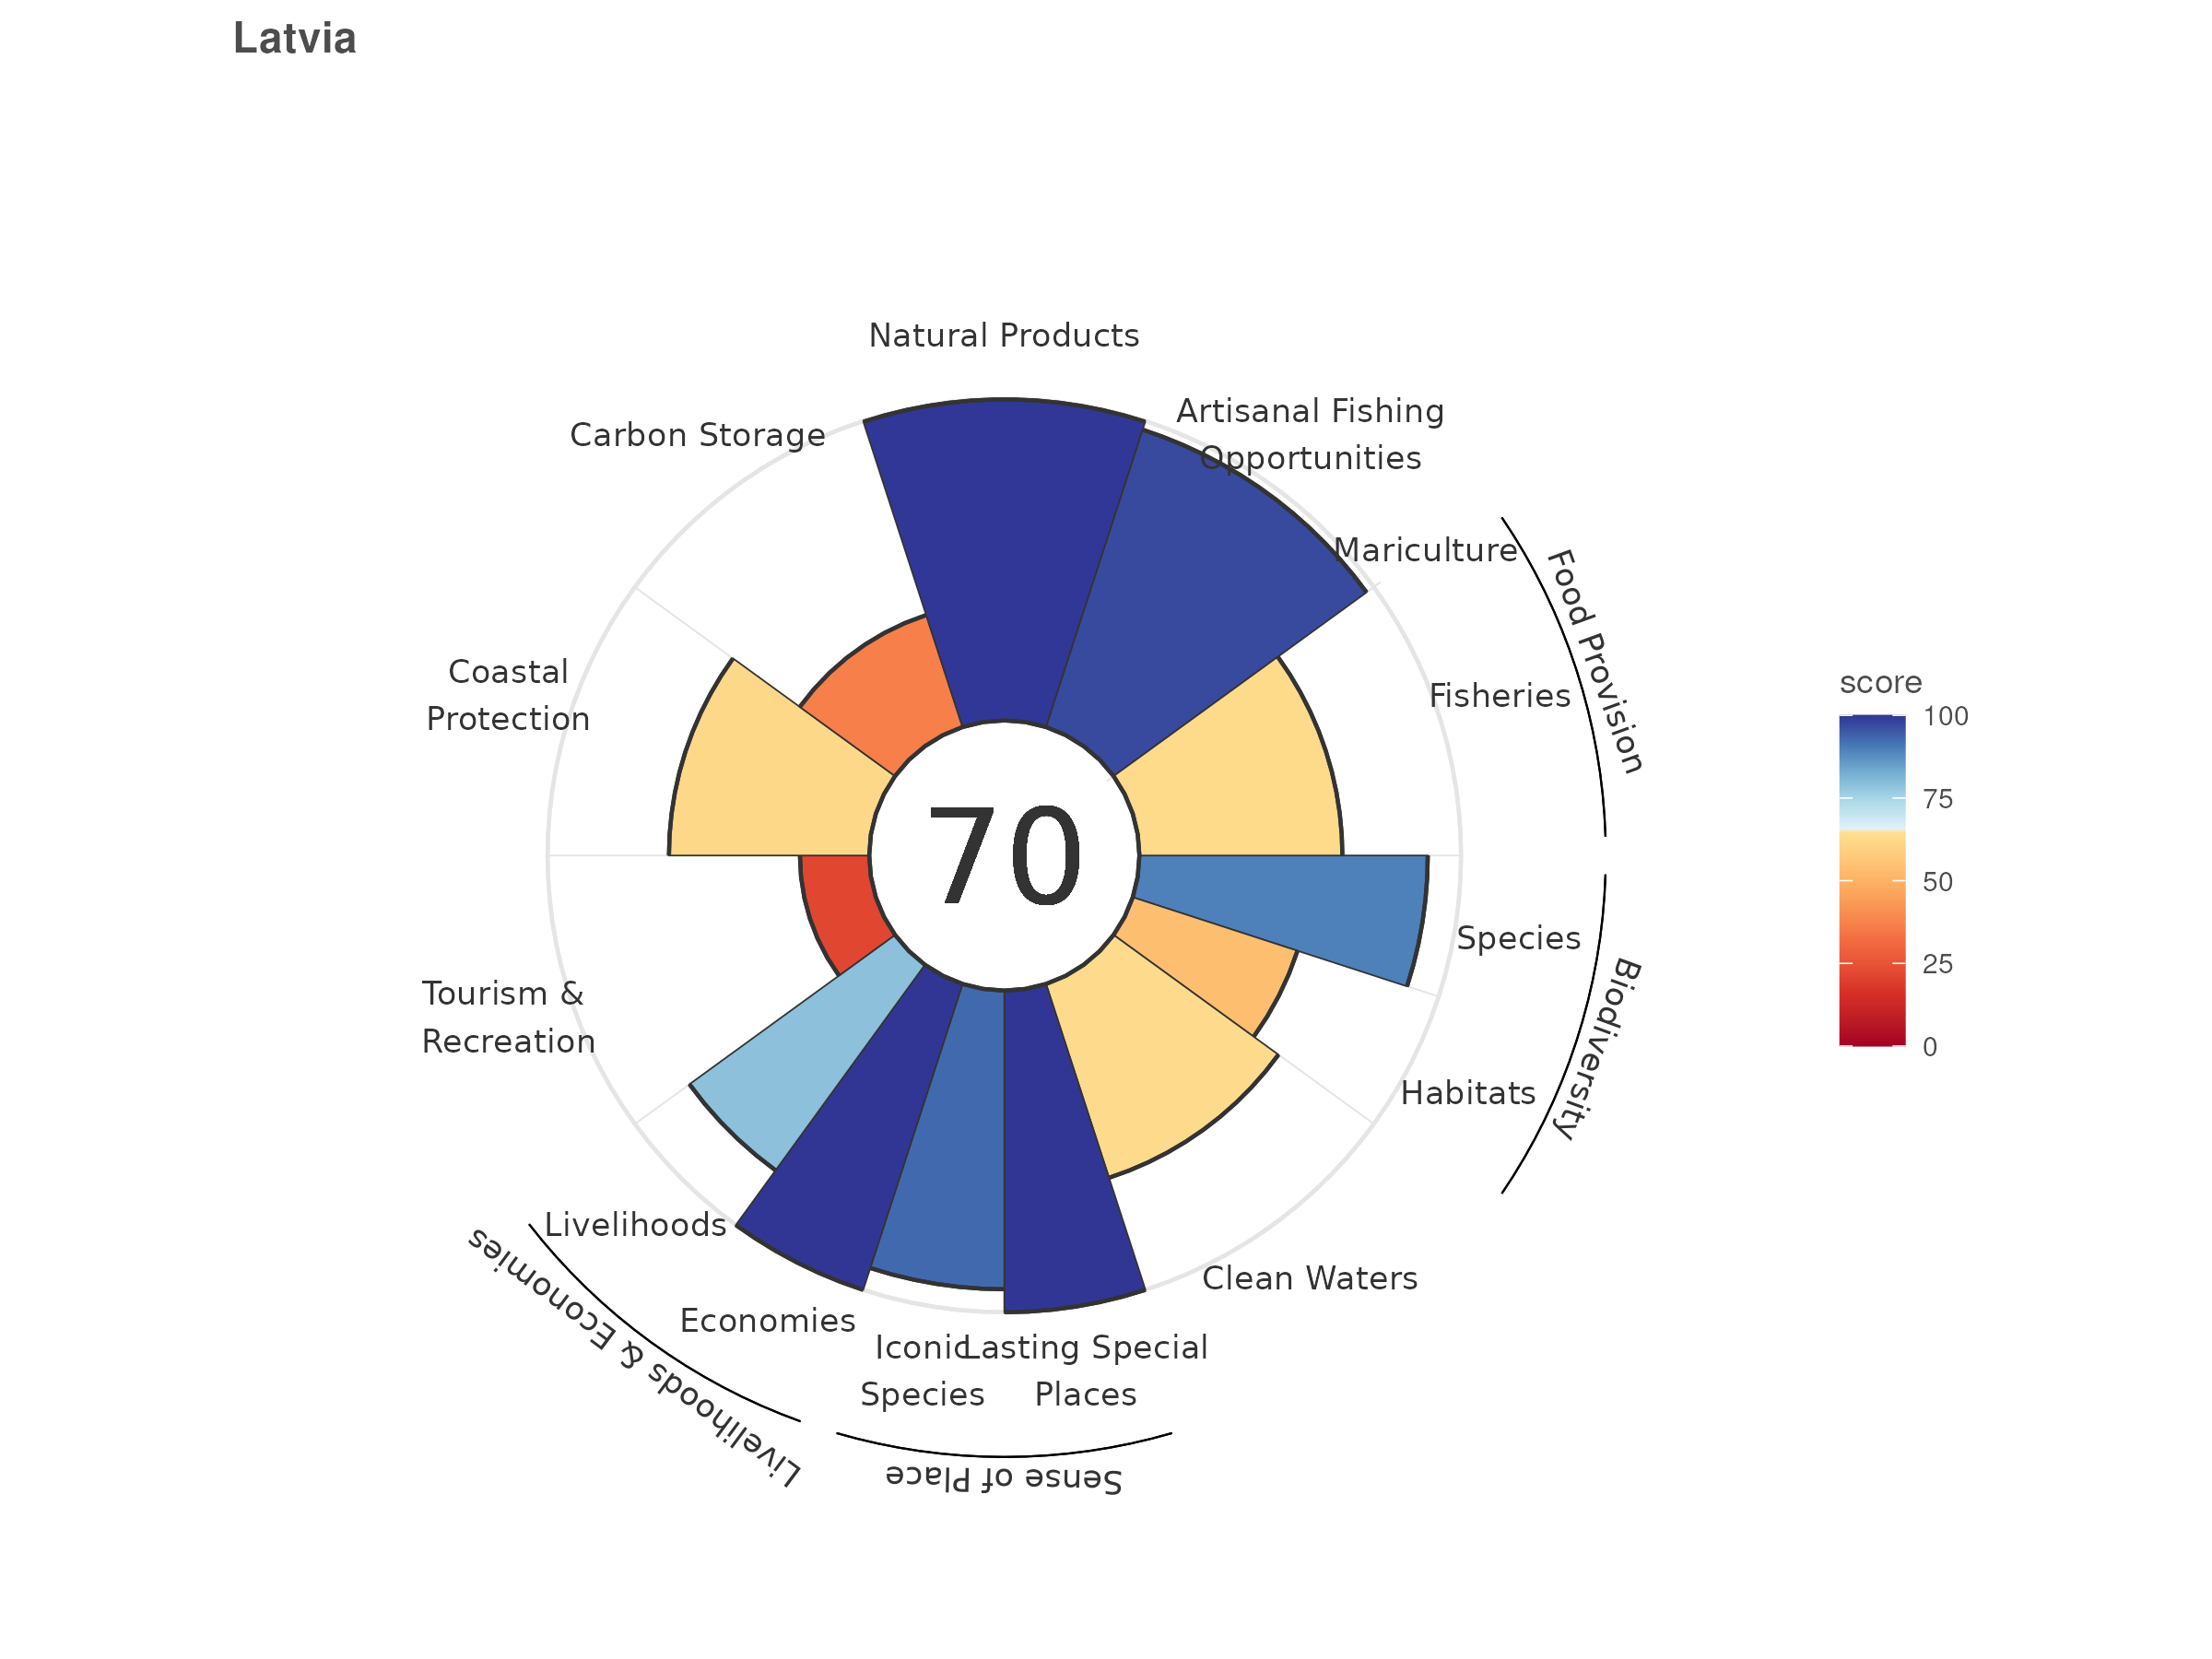 Latvia
Natural Products
Artisanal Fishing
Opportunities
Carbon Storage
Mariculture
Food Provision
Fisheries
Coastal
Protection
70
Species
Biodiversity
Habitats
Tourism &
Recreation
Livelihoods
Livelihoods & Economies
Economies
Clean Waters
Iconic
Species
Lasting Special
Places
Sense of Place
score
100
75
50
25
0